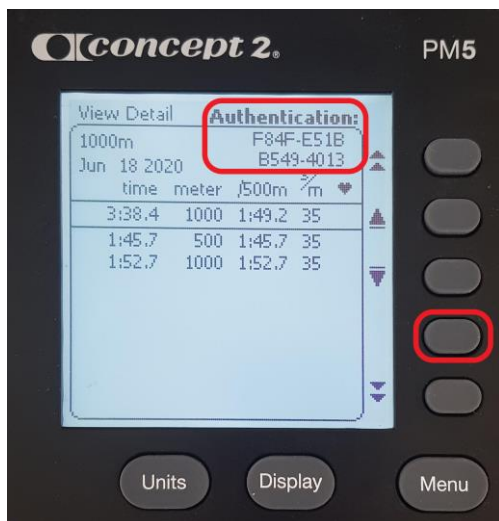 concept 2.
PM5
View Detail Authentication:
1000m F84F-E51B
Jun 18 2020 B549-4013
time meter /500m s/m
3:38.4 1000 1:49.2 35
1:45.7 500 1:45.7 35
1:52.7 1000 1:52.7 35
Units Display Menu